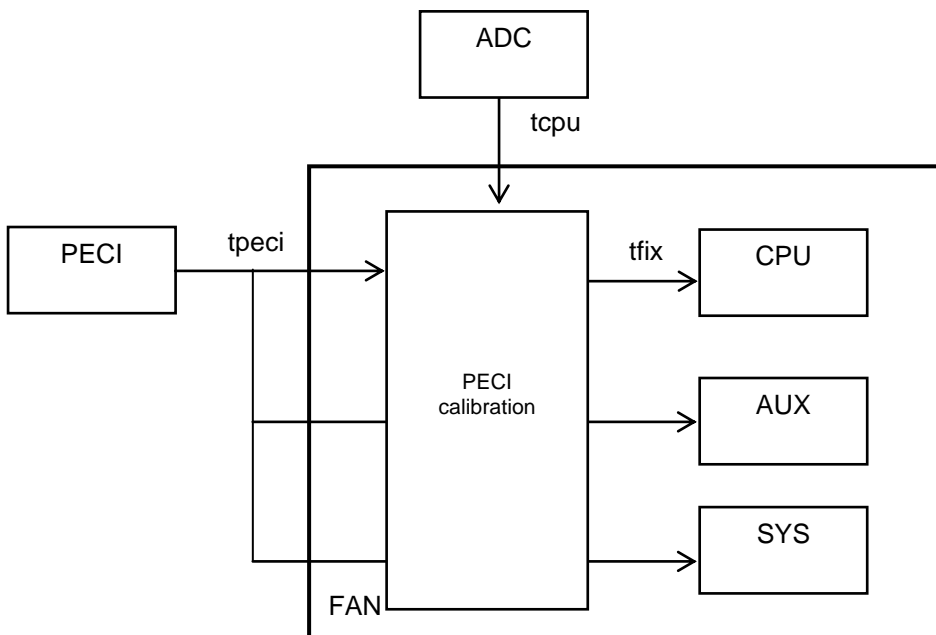 ADC
tcpu
PECI
tpeci
tfix
CPU
PECI
calibration
AUX
SYS
FAN